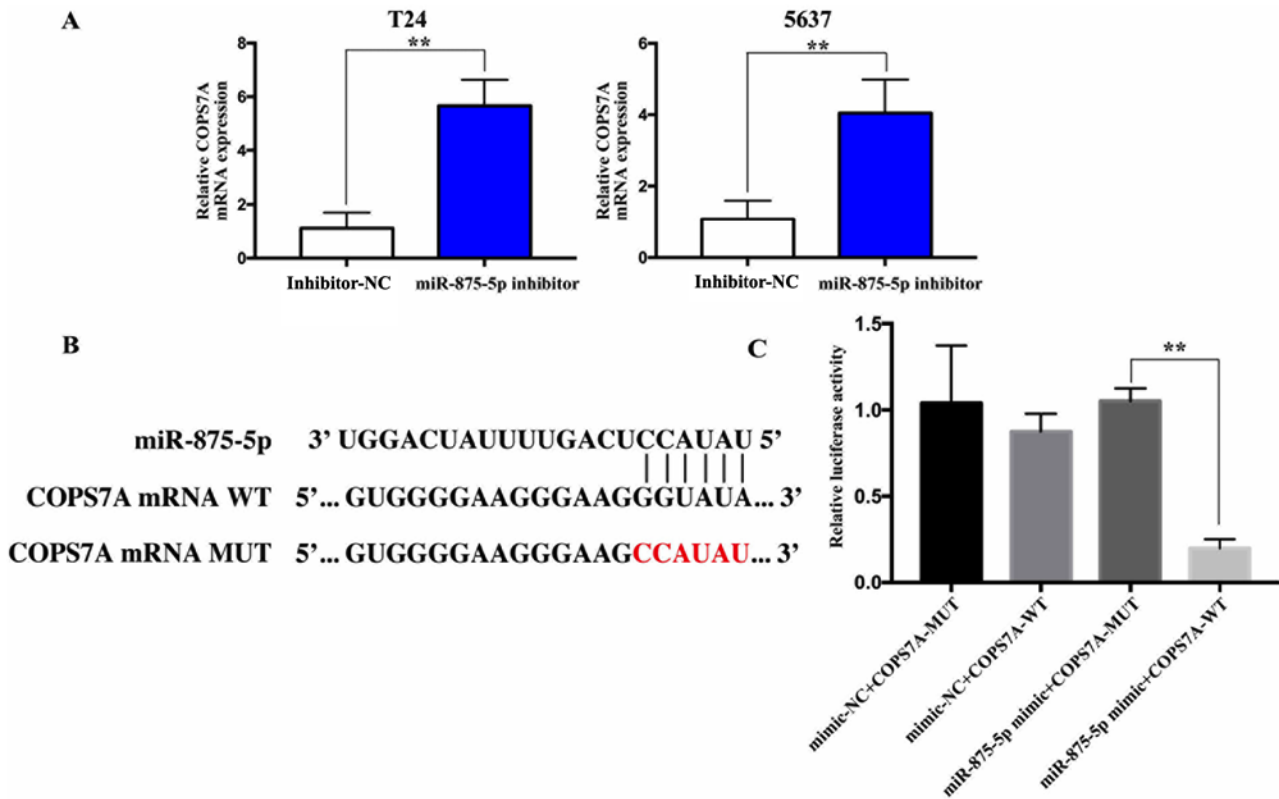 A
T24
5637
**
**
8
6
4
2
0
Relative COPS7A
mRNA expression
Inhibitor-NC
miR-875-5p inhibitor
6
4
2
0
Relative COPS7A
mRNA expression
Inhibitor-NC
miR-875-5p inhibitor
B
miR-875-5p 3’ UGGACUAUUUUGACUCCAUAU 5’
COPS7A mRNA WT 5’... GUGGGGAAGGGAAGGGUAUA... 3’
COPS7A mRNA MUT 5’... GUGGGGAAGGGAAGCCAUAU... 3’
C
**
1.5
1.0
0.5
0.0
Relative luciferase activity
mimic-NC+COPS7A-MUT
mimic-NC+COPS7A-WT
miR-875-5p mimic+COPS7A-MUT
miR-875-5p mimic+COPS7A-WT